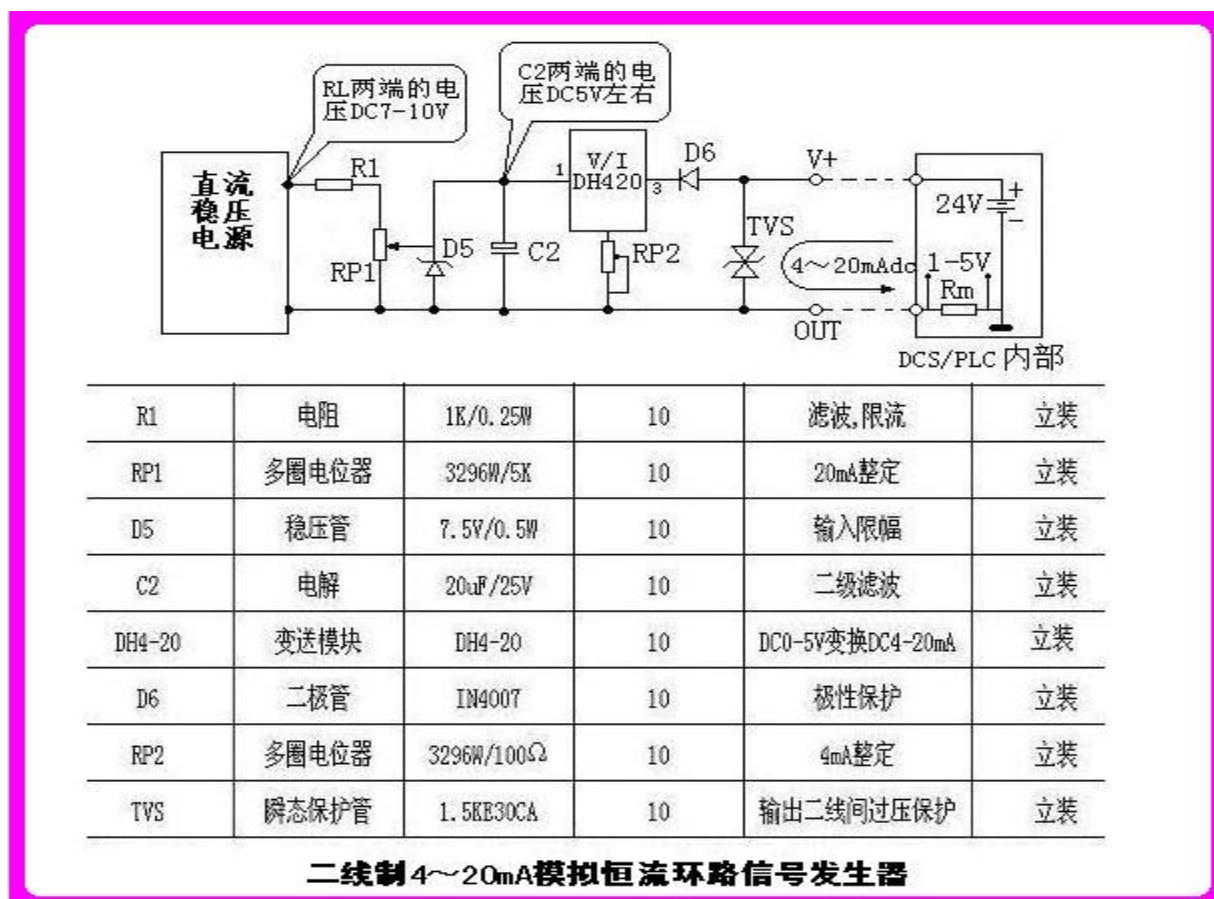 RL两端的电
压DC7-10V
C2两端的电
压DC5V左右
直流
稳压
电源
R1
RP1
D5
C2
1
V/I
DH420
3
RP2
D6
TVS
V+
4~20mAdc
OUT
24V
+
-
1-5V
Rm
DCS/PLC 内部
R1 电阻 1K/0.25W 10 滤波,限流 立装
RP1 多圈电位器 3296W/5K 10 20mA整定 立装
D5 稳压管 7.5V/0.5W 10 输入限幅 立装
C2 电解 20uF/25V 10 二级滤波 立装
DH4-20 变送模块 DH4-20 10 DC0-5V变换DC4-20mA 立装
D6 二极管 IN4007 10 极性保护 立装
RP2 多圈电位器 3296W/100Ω 10 4mA整定 立装
TVS 瞬态保护管 1.5KE30CA 10 输出二线间过压保护 立装
二线制4~20mA模拟恒流环路信号发生器